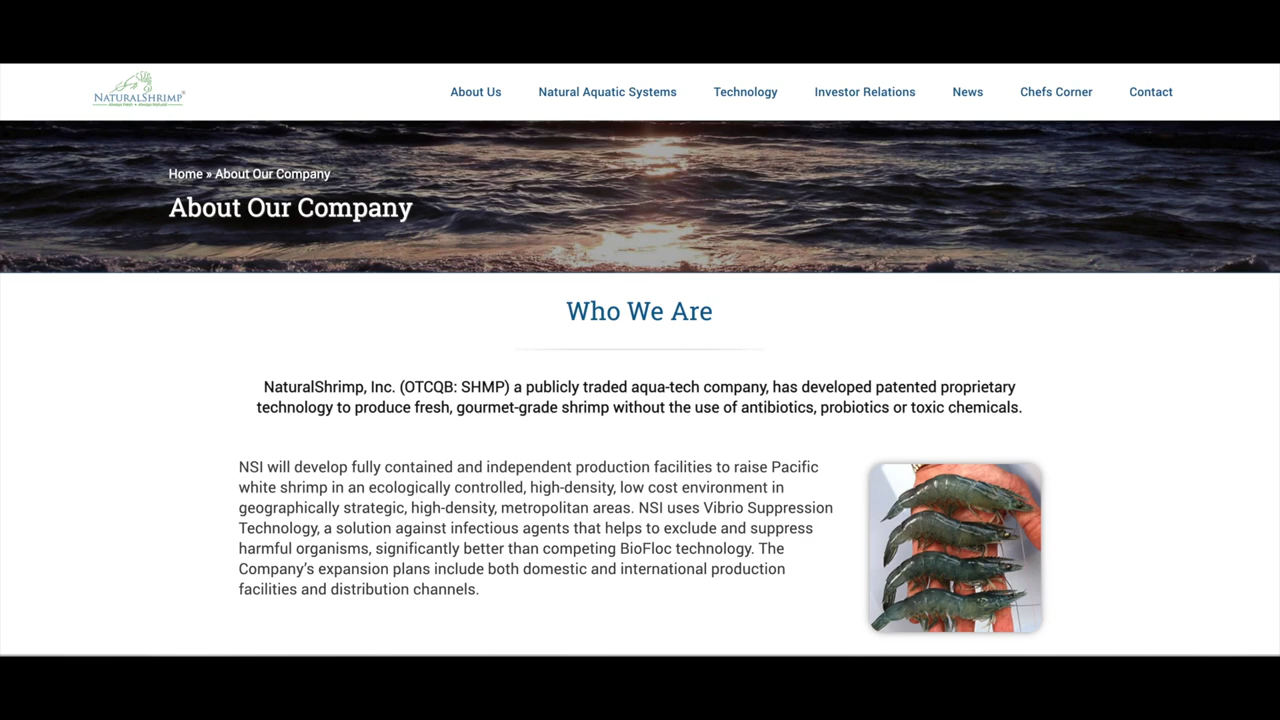 NATURALSHRIMP®
Always Fresh • Always Natural
About Us
Natural Aquatic Systems
Technology
Investor Relations
News
Chefs Corner
Contact
Home » About Our Company
About Our Company
Who We Are
NaturalShrimp, Inc. (OTCQB: SHMP) a publicly traded aqua-tech company, has developed patented proprietary
technology to produce fresh, gourmet-grade shrimp without the use of antibiotics, probiotics or toxic chemicals.
NSI will develop fully contained and independent production facilities to raise Pacific
white shrimp in an ecologically controlled, high-density, low cost environment in
geographically strategic, high-density, metropolitan areas. NSI uses Vibrio Suppression
Technology, a solution against infectious agents that helps to exclude and suppress
harmful organisms, significantly better than competing BioFloc technology. The
Company’s expansion plans include both domestic and international production
facilities and distribution channels.